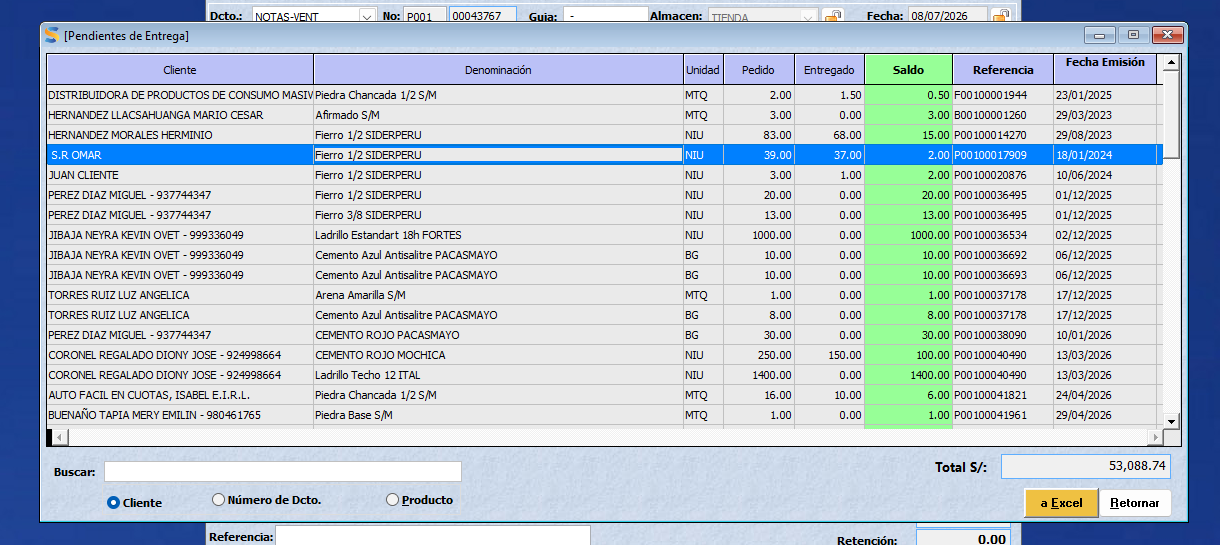 Dcto.: NOTAS-VENT No: P001 00043767 Guia: - Almacen: TIENDA Fecha: 08/07/2026
[Pendientes de Entrega]
Cliente Denominación Unidad Pedido Entregado Saldo Referencia Fecha Emisión
DISTRIBUIDORA DE PRODUCTOS DE CONSUMO MASIV Piedra Chancada 1/2 S/M MTQ 2.00 1.50 0.50 F00100001944 23/01/2025
HERNANDEZ LLACSAHUANGA MARIO CESAR Afirmado S/M MTQ 3.00 0.00 3.00 B00100001260 29/03/2023
HERNANDEZ MORALES HERMINIO Fierro 1/2 SIDERPERU NIU 83.00 68.00 15.00 P00100014270 29/08/2023
S.R OMAR Fierro 1/2 SIDERPERU NIU 39.00 37.00 2.00 P00100017909 18/01/2024
JUAN CLIENTE Fierro 1/2 SIDERPERU NIU 3.00 1.00 2.00 P00100020876 10/06/2024
PEREZ DIAZ MIGUEL - 937744347 Fierro 1/2 SIDERPERU NIU 20.00 0.00 20.00 P00100036495 01/12/2025
PEREZ DIAZ MIGUEL - 937744347 Fierro 3/8 SIDERPERU NIU 13.00 0.00 13.00 P00100036495 01/12/2025
JIBAJA NEYRA KEVIN OVET - 999336049 Ladrillo Estandart 18h FORTES NIU 1000.00 0.00 1000.00 P00100036534 02/12/2025
JIBAJA NEYRA KEVIN OVET - 999336049 Cemento Azul Antisalitre PACASMAYO BG 10.00 0.00 10.00 P00100036692 06/12/2025
JIBAJA NEYRA KEVIN OVET - 999336049 Cemento Azul Antisalitre PACASMAYO BG 10.00 0.00 10.00 P00100036693 06/12/2025
TORRES RUIZ LUZ ANGELICA Arena Amarilla S/M MTQ 1.00 0.00 1.00 P00100037178 17/12/2025
TORRES RUIZ LUZ ANGELICA Cemento Azul Antisalitre PACASMAYO BG 8.00 0.00 8.00 P00100037178 17/12/2025
PEREZ DIAZ MIGUEL - 937744347 CEMENTO ROJO PACASMAYO BG 30.00 0.00 30.00 P00100038090 10/01/2026
CORONEL REGALADO DIONY JOSE - 924998664 CEMENTO ROJO MOCHICA NIU 250.00 150.00 100.00 P00100040490 13/03/2026
CORONEL REGALADO DIONY JOSE - 924998664 Ladrillo Techo 12 ITAL NIU 1400.00 0.00 1400.00 P00100040490 13/03/2026
AUTO FACIL EN CUOTAS, ISABEL E.I.R.L. Piedra Chancada 1/2 S/M MTQ 16.00 10.00 6.00 P00100041821 24/04/2026
BUENAÑO TAPIA MERY EMILIN - 980461765 Piedra Base S/M MTQ 1.00 0.00 1.00 P00100041961 29/04/2026
Buscar: Total S/: 53,088.74
Cliente Número de Dcto. Producto
a Excel Retornar
Referencia: Retención: 0.00